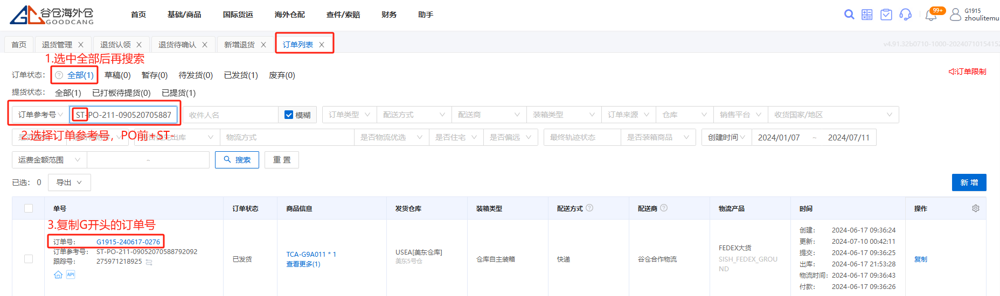 谷仓海外仓
GOODCANG
首页 基础/商品 国际货运 海外仓配 查件/索赔 财务 助手
99+
G1915
zhoulitemu
首页 退货管理 X 退货认领 X 退货待确认 X 新增退货 X 订单列表 X
v4.91.32b0710-1000-2024071015415
1.选中全部后再搜索
订单状态: ? 全部(1) 草稿(0) 暂存(0) 待发货(0) 已发货(1) 废弃(0)
订单限制
提货状态: 全部(1) 已打板待提货(0) 已提货(1)
订单参考号 ST-PO-211-090520705887 收件人名 模糊 订单类型 配送方式 配送商 装箱类型 订单来源 仓库 销售平台 收货国家/地区
2.选择订单参考号, PO前+ST-
物流方式 是否物流优选 是否住宅 是否偏远 最终轨迹状态 是否装箱商品 创建时间 2024/01/07 ~ 2024/07/11
运费金额范围 ~ 搜索 重 置
已选: 0 导出 新 增
单号 订单状态 商品信息 发货仓库 装箱类型 配送方式 ? 配送商 ? 物流产品 时间 操作
3.复制G开头的订单号
订单号: G1915-240617-0276
订单参考号: ST-PO-211-09052070588792092
跟踪号: 275971218925
API
已发货
TCA-G9A011 * 1
查看更多(1)
USEA[美东仓库]
美东5号仓
仓库自主装箱
快递
谷仓合作物流
FEDEX大货
SISH_FEDEX_GROU
ND
创建: 2024-06-17 09:36:24
更新: 2024-07-10 00:42:11
提交: 2024-06-17 09:36:25
出库: 2024-06-17 21:53:28
物流时间: 2024-06-17 09:36:43
付款: 2024-06-17 09:36:26
复制